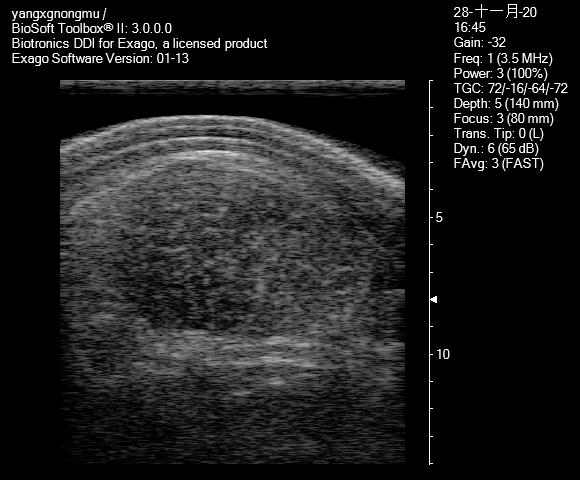 yangxgnongmu /
BioSoft Toolbox® II: 3.0.0.0
Biotronics DDI for Exago, a licensed product
Exago Software Version: 01-13
28-十一月-20
16:45
Gain: -32
Freq: 1 (3.5 MHz)
Power: 3 (100%)
TGC: 72/-16/-64/-72
Depth: 5 (140 mm)
Focus: 3 (80 mm)
Trans. Tip: 0 (L)
Dyn.: 6 (65 dB)
FAvg: 3 (FAST)
5
10